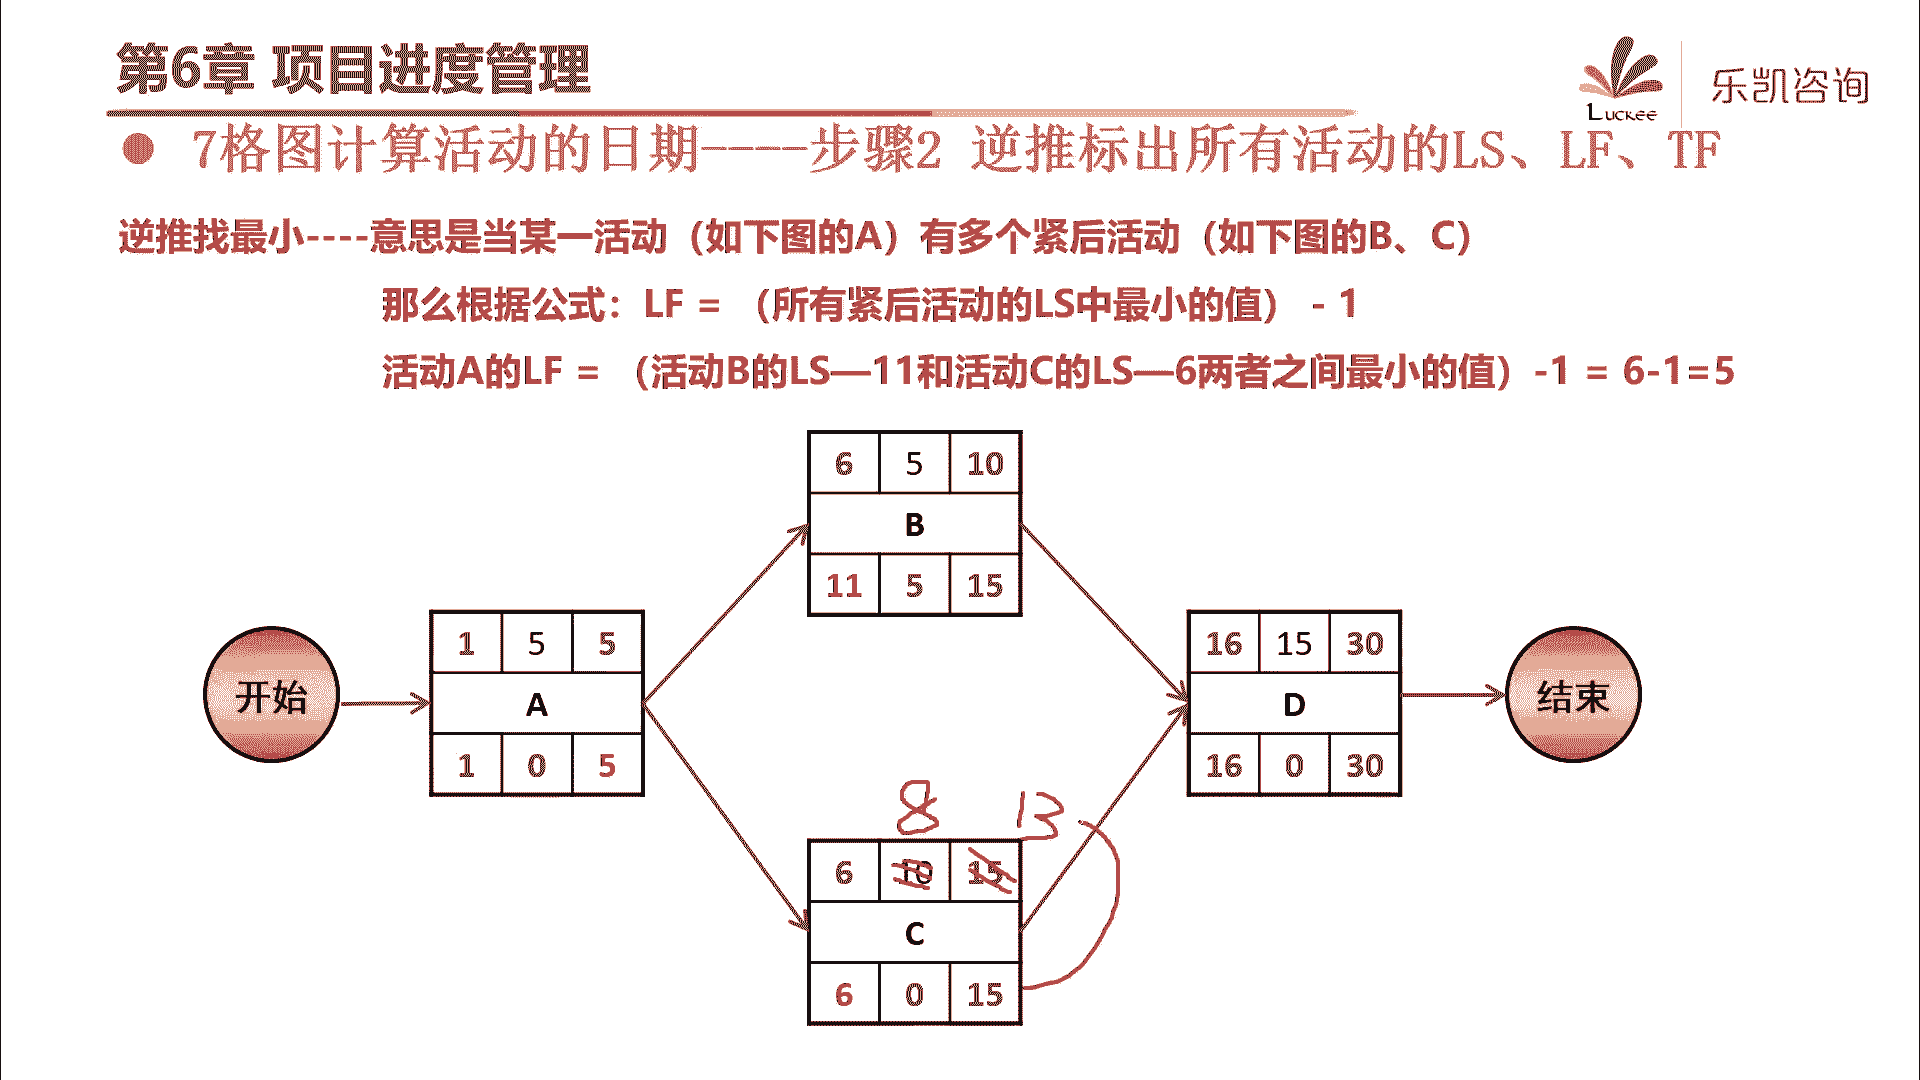 第6章 项目进度管理
Luckee
乐凯咨询
● 7格图计算活动的日期----步骤2 逆推标出所有活动的LS、LF、TF
逆推找最小----意思是当某一活动（如下图的A）有多个紧后活动（如下图的B、C）
那么根据公式：LF = （所有紧后活动的LS中最小的值） - 1
活动A的LF = （活动B的LS—11和活动C的LS—6两者之间最小的值）-1 = 6-1=5
6 5 10
B
11 5 15
开始
1 5 5
A
1 0 5
16 15 30
D
16 0 30
结束
8 13
6 10 15
C
6 0 15